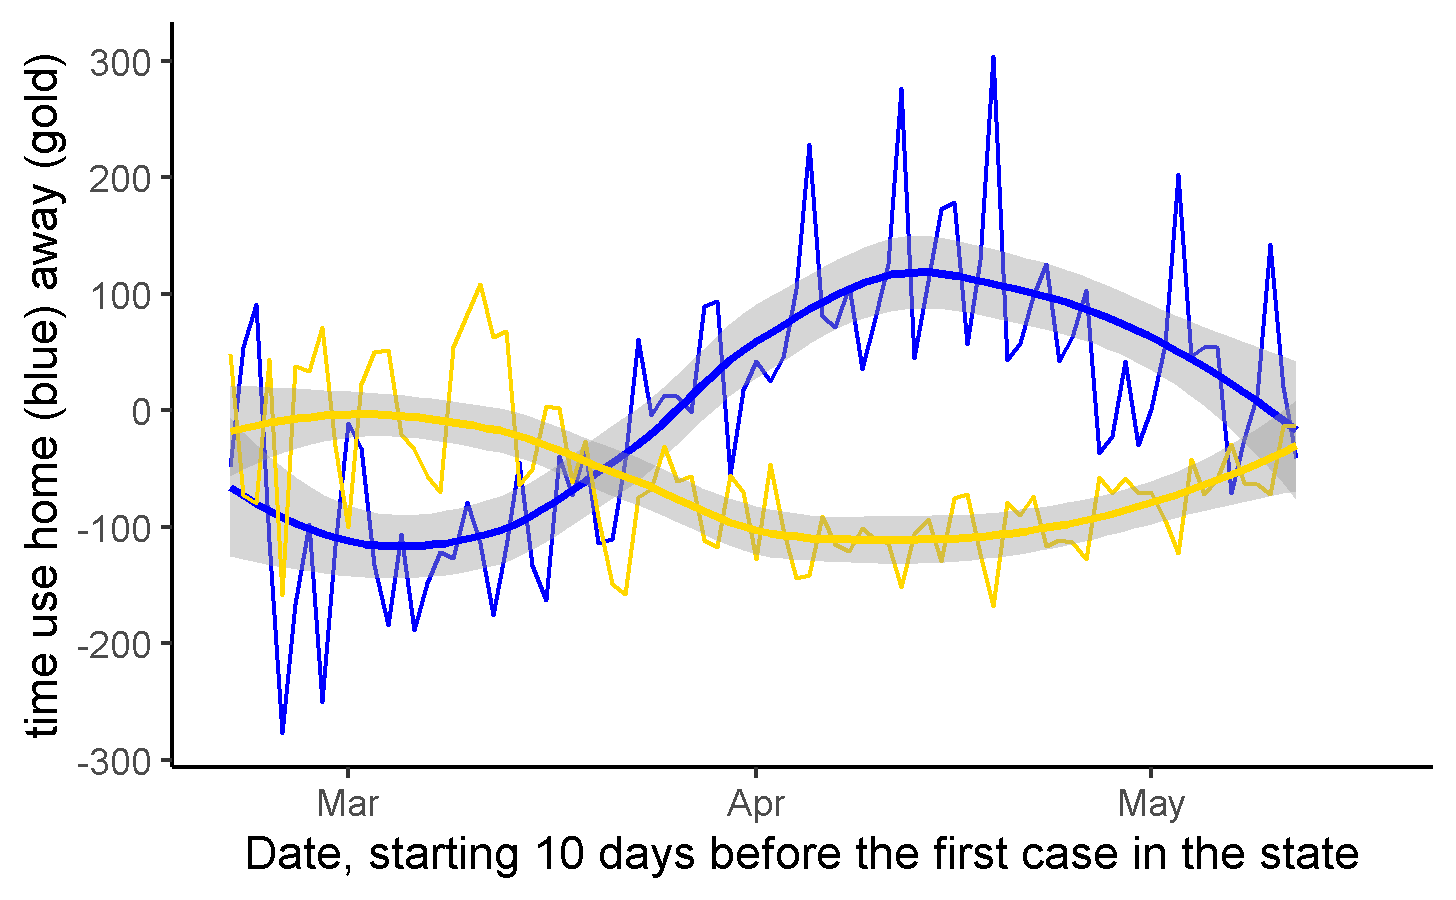 time use home (blue) away (gold)
300
200
100
0
-100
-200
-300
Mar
Apr
May
Date, starting 10 days before the first case in the state